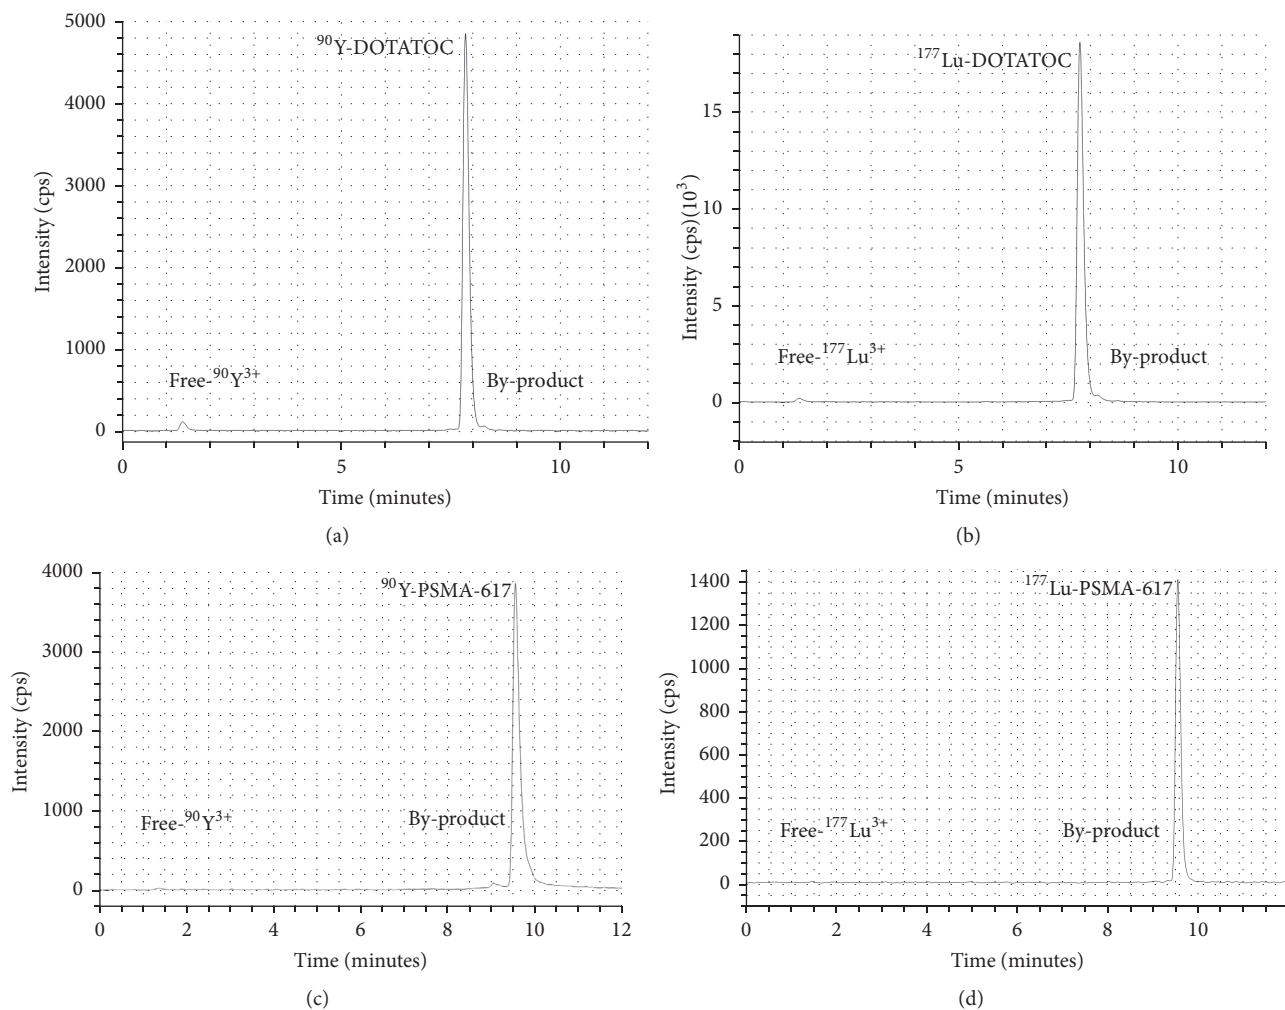 5000
4000
3000
2000
1000
0
Intensity (cps)
⁹⁰Y-DOTATOC
Free-⁹⁰Y³⁺
By-product
0 5 10
Time (minutes)
(a)
15
10
5
0
Intensity (cps)(10³)
¹⁷⁷Lu-DOTATOC
Free-¹⁷⁷Lu³⁺
By-product
0 5 10
Time (minutes)
(b)
4000
3000
2000
1000
0
Intensity (cps)
⁹⁰Y-PSMA-617
Free-⁹⁰Y³⁺
By-product
0 2 4 6 8 10 12
Time (minutes)
(c)
1400
1200
1000
800
600
400
200
0
Intensity (cps)
¹⁷⁷Lu-PSMA-617
Free-¹⁷⁷Lu³⁺
By-product
0 2 4 6 8 10
Time (minutes)
(d)